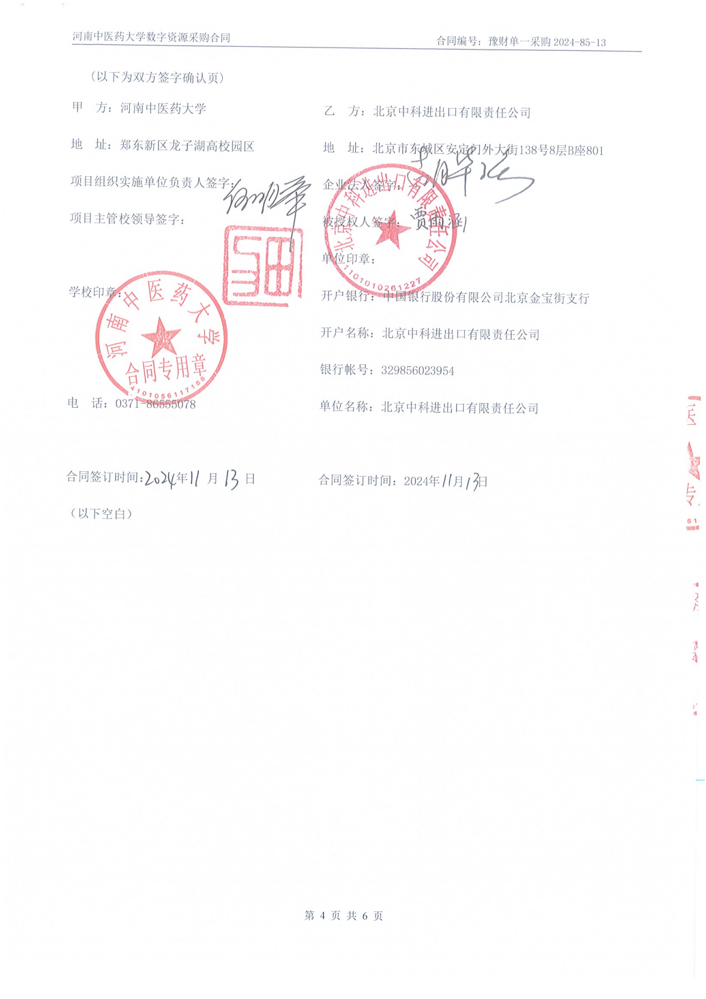 河南中医药大学数字资源采购合同
合同编号：豫财单一采购 2024-85-13
（以下为双方签字确认页）
甲　方：河南中医药大学
乙　方：北京中科进出口有限责任公司
地　址：郑东新区龙子湖高校园区
地　址：北京市东城区安定门外大街138号8层B座801
项目组织实施单位负责人签字：
企业法人签字：
项目主管校领导签字：
被授权人签字：贾雨涵
单位印章：
北京中科进出口有限责任公司
1101010261227
学校印章：
河南中医药大学
合同专用章
4101056117188
开户银行：中国银行股份有限公司北京金宝街支行
开户名称：北京中科进出口有限责任公司
银行帐号：329856023954
电　话：0371-86555078
单位名称：北京中科进出口有限责任公司
合同签订时间：2024年11月13日
合同签订时间：2024年11月13日
（以下空白）
61
第 4 页 共 6 页